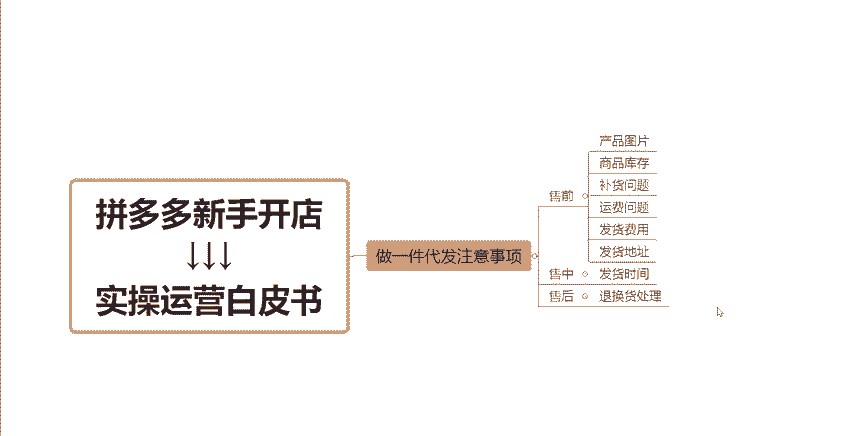 拼多多新手开店
↓↓↓
实操运营白皮书
做一件代发注意事项
售前
产品图片
商品库存
补货问题
运费问题
发货费用
发货地址
售中
发货时间
售后
退换货处理